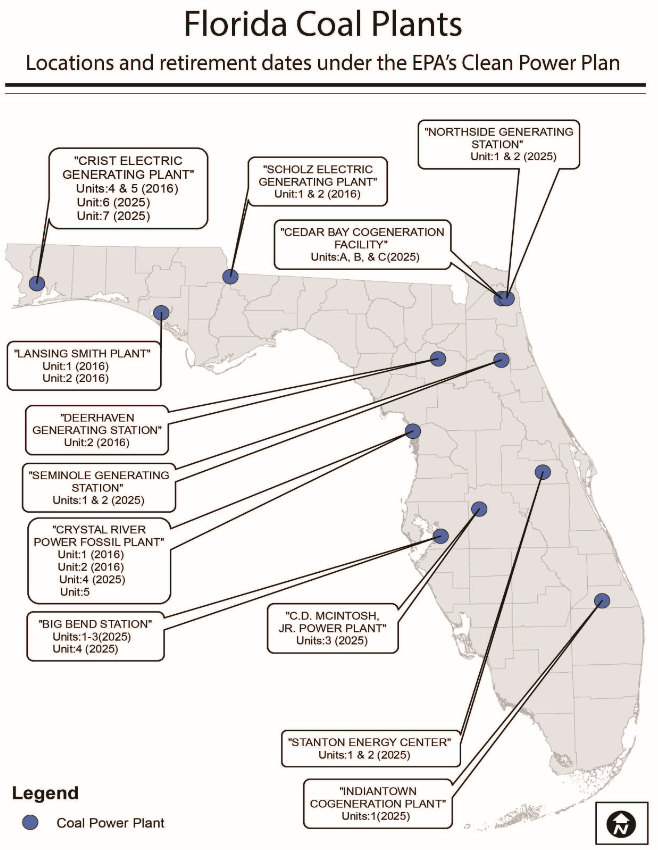 Florida Coal Plants
Locations and retirement dates under the EPA's Clean Power Plan
"NORTHSIDE GENERATING
STATION"
Unit:1 & 2 (2025)
"CRIST ELECTRIC
GENERATING PLANT"
Units:4 & 5 (2016)
Unit:6 (2025)
Unit:7 (2025)
"SCHOLZ ELECTRIC
GENERATING PLANT"
Unit:1 & 2 (2016)
"CEDAR BAY COGENERATION
FACILITY"
Units:A, B, & C(2025)
"LANSING SMITH PLANT"
Unit:1 (2016)
Unit:2 (2016)
"DEERHAVEN
GENERATING STATION"
Unit:2 (2016)
"SEMINOLE GENERATING
STATION"
Units:1 & 2 (2025)
"CRYSTAL RIVER
POWER FOSSIL PLANT"
Unit:1 (2016)
Unit:2 (2016)
Unit:4 (2025)
Unit:5
"BIG BEND STATION"
Units:1-3(2025)
Unit:4 (2025)
"C.D. MCINTOSH,
JR. POWER PLANT"
Units:3 (2025)
"STANTON ENERGY CENTER"
Units:1 & 2 (2025)
"INDIANTOWN
COGENERATION PLANT"
Units:1(2025)
Legend
Coal Power Plant
N